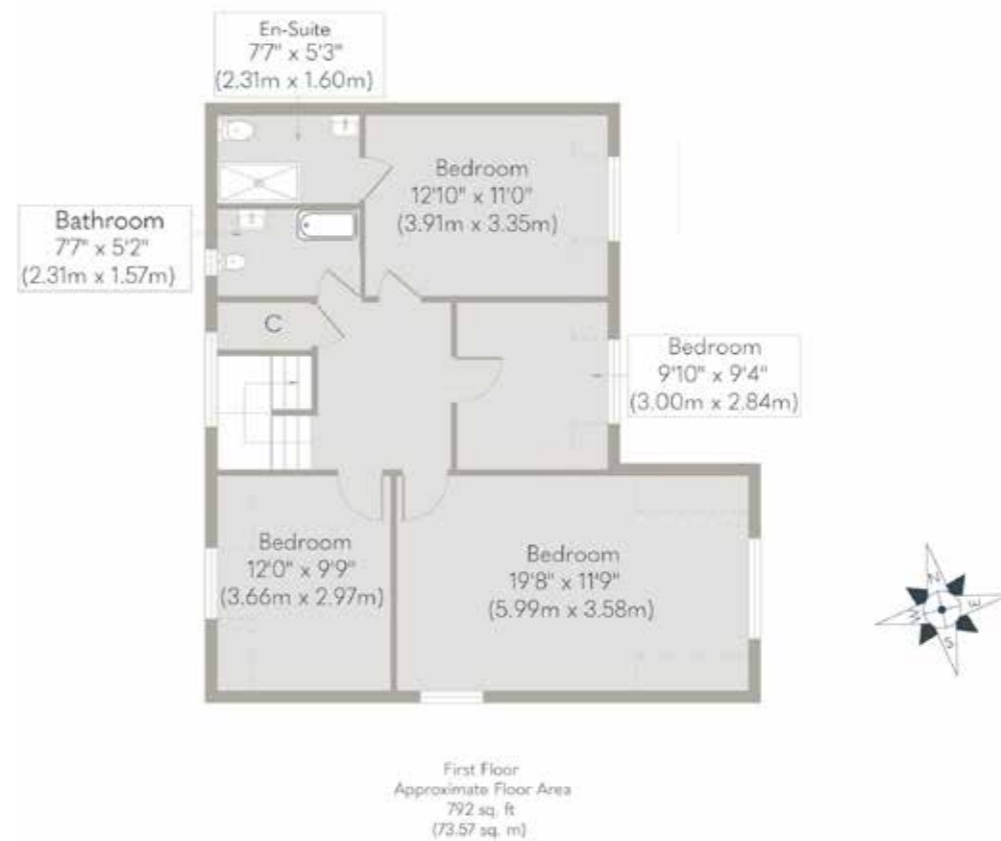 En-Suite
7'7" x 5'3"
(2.31m x 1.60m)
Bedroom
12'10" x 11'0"
(3.91m x 3.35m)
Bathroom
7'7" x 5'2"
(2.31m x 1.57m)
C
Bedroom
9'10" x 9'4"
(3.00m x 2.84m)
Bedroom
12'0" x 9'9"
(3.66m x 2.97m)
Bedroom
19'8" x 11'9"
(5.99m x 3.58m)
N
E
S
W
First Floor
Approximate Floor Area
792 sq. ft
(73.57 sq. m)